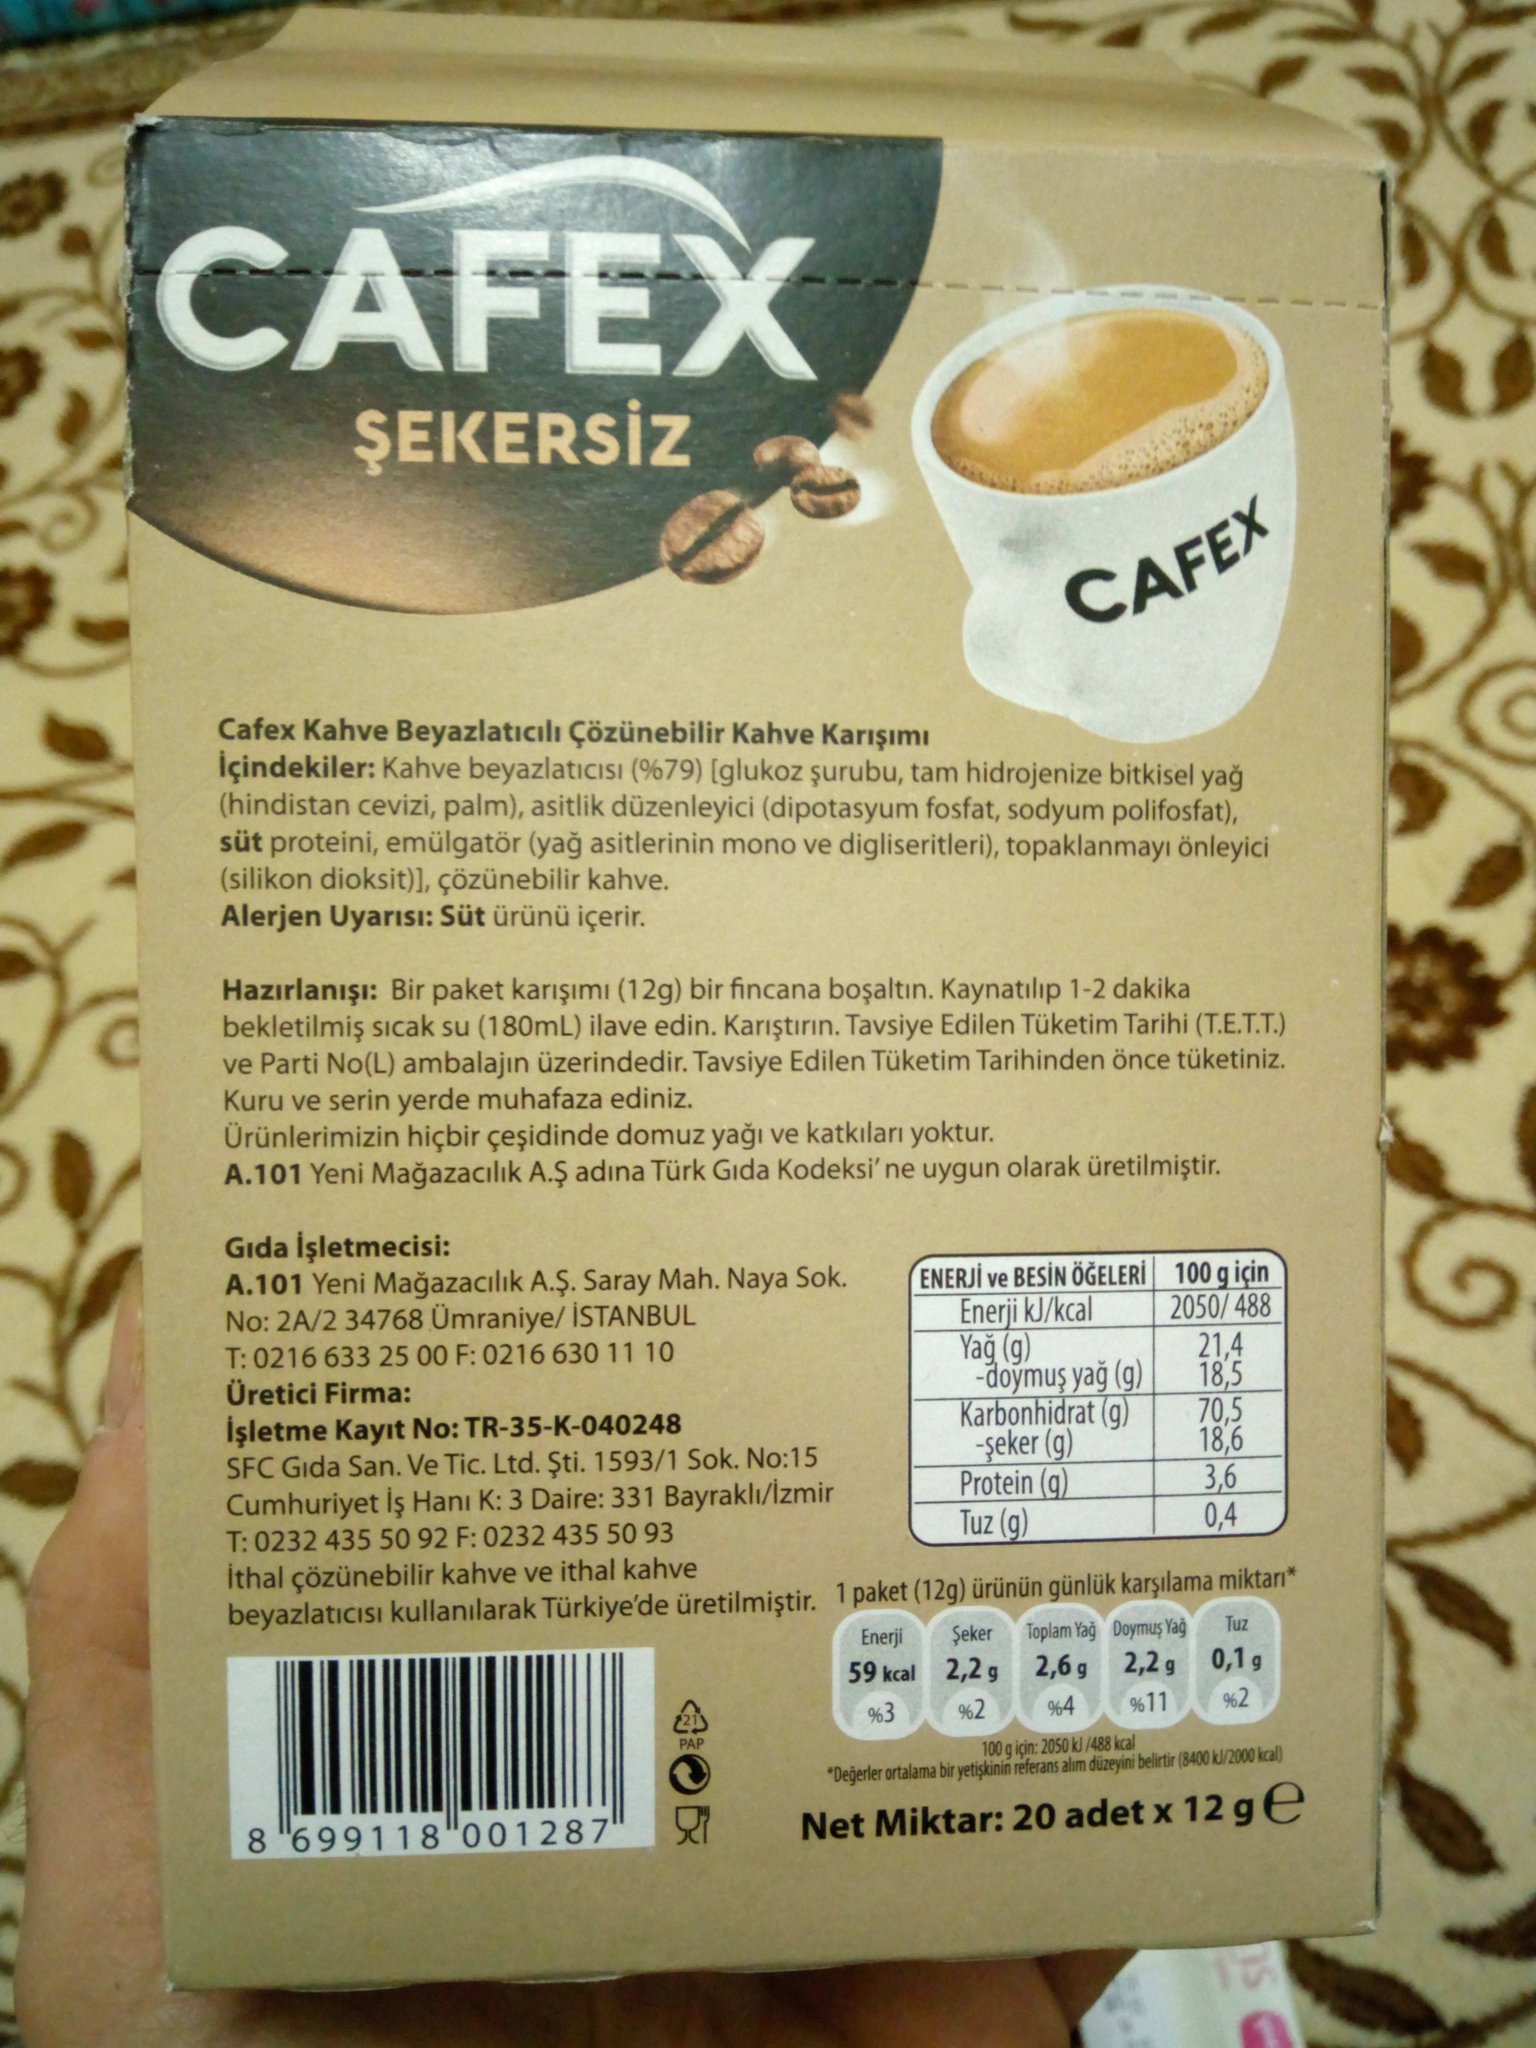 CAFEX
ŞEKERSİZ
CAFEX
Cafex Kahve Beyazlatıcılı Çözünebilir Kahve Karışımı
İçindekiler: Kahve beyazlatıcısı (%79) [glukoz şurubu, tam hidrojenize bitkisel yağ
(hindistan cevizi, palm), asitlik düzenleyici (dipotasyum fosfat, sodyum polifosfat),
süt proteini, emülgatör (yağ asitlerinin mono ve digliseritleri), topaklanmayı önleyici
(silikon dioksit)], çözünebilir kahve.
Alerjen Uyarısı: Süt ürünü içerir.
Hazırlanışı: Bir paket karışımı (12g) bir fincana boşaltın. Kaynatılıp 1-2 dakika
bekletilmiş sıcak su (180mL) ilave edin. Karıştırın. Tavsiye Edilen Tüketim Tarihi (T.E.T.T.)
ve Parti No(L) ambalajın üzerindedir. Tavsiye Edilen Tüketim Tarihinden önce tüketiniz.
Kuru ve serin yerde muhafaza ediniz.
Ürünlerimizin hiçbir çeşidinde domuz yağı ve katkıları yoktur.
A.101 Yeni Mağazacılık A.Ş adına Türk Gıda Kodeksi' ne uygun olarak üretilmiştir.
Gıda İşletmecisi:
A.101 Yeni Mağazacılık A.Ş. Saray Mah. Naya Sok.
No: 2A/2 34768 Ümraniye/ İSTANBUL
T: 0216 633 25 00 F: 0216 630 11 10
Üretici Firma:
İşletme Kayıt No: TR-35-K-040248
SFC Gıda San. Ve Tic. Ltd. Şti. 1593/1 Sok. No:15
Cumhuriyet İş Hanı K: 3 Daire: 331 Bayraklı/İzmir
T: 0232 435 50 92 F: 0232 435 50 93
İthal çözünebilir kahve ve ithal kahve
beyazlatıcısı kullanılarak Türkiye'de üretilmiştir.
ENERJİ ve BESİN ÖĞELERİ 100 g için
Enerji kJ/kcal 2050/ 488
Yağ (g) 21,4
-doymuş yağ (g) 18,5
Karbonhidrat (g) 70,5
-şeker (g) 18,6
Protein (g) 3,6
Tuz (g) 0,4
1 paket (12g) ürünün günlük karşılama miktarı*
Enerji Şeker Toplam Yağ Doymuş Yağ Tuz
59 kcal 2,2 g 2,6 g 2,2 g 0,1 g
%3 %2 %4 %11 %2
100 g için: 2050 kJ /488 kcal
*Değerler ortalama bir yetişkinin referans alım düzeyini belirtir (8400 kJ/2000 kcal)
Net Miktar: 20 adet x 12 g e
21
PAP
8 699118 001287